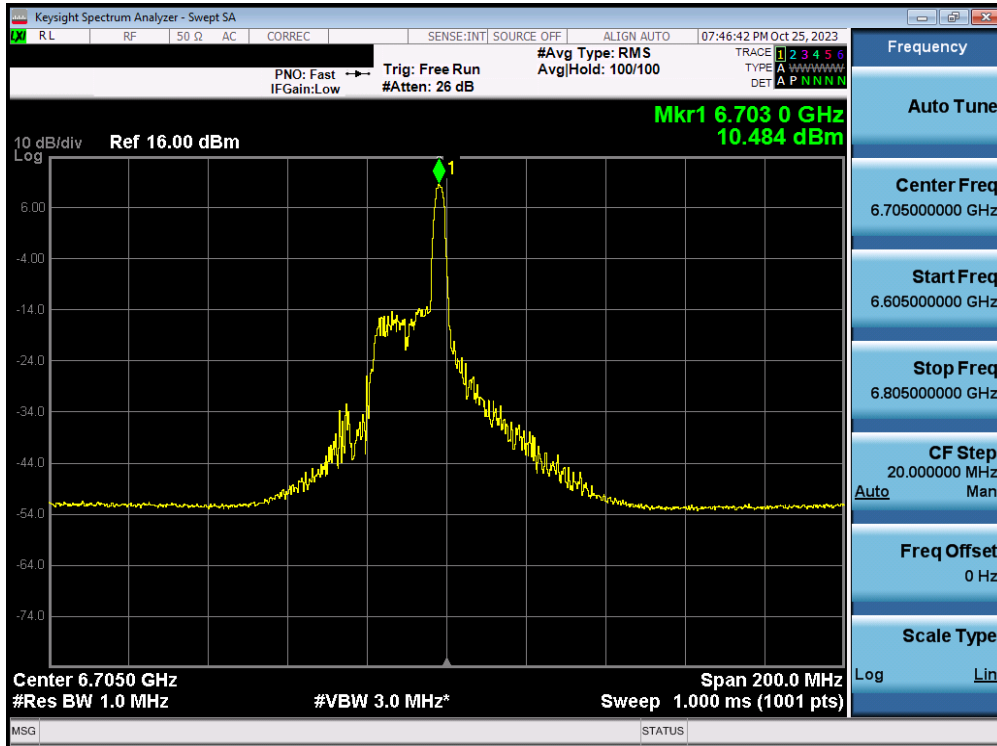 Keysight Spectrum Analyzer - Swept SA
LXI RL RF 50 Ω AC CORREC SENSE:INT SOURCE OFF ALIGN AUTO 07:46:42 PM Oct 25, 2023
PNO: Fast Trig: Free Run #Avg Type: RMS TRACE 1 2 3 4 5 6
IFGain:Low #Atten: 26 dB Avg|Hold: 100/100 TYPE A WWWWW
DET A P N N N N
Frequency
Auto Tune
Mkr1 6.703 0 GHz
10.484 dBm
10 dB/div Ref 16.00 dBm
Log
1
6.00
-4.00
-14.0
-24.0
-34.0
-44.0
-54.0
-64.0
-74.0
Center 6.7050 GHz Span 200.0 MHz
#Res BW 1.0 MHz #VBW 3.0 MHz* Sweep 1.000 ms (1001 pts)
Center Freq
6.705000000 GHz
Start Freq
6.605000000 GHz
Stop Freq
6.805000000 GHz
CF Step
20.000000 MHz
Auto Man
Freq Offset
0 Hz
Scale Type
Log Lin
MSG STATUS